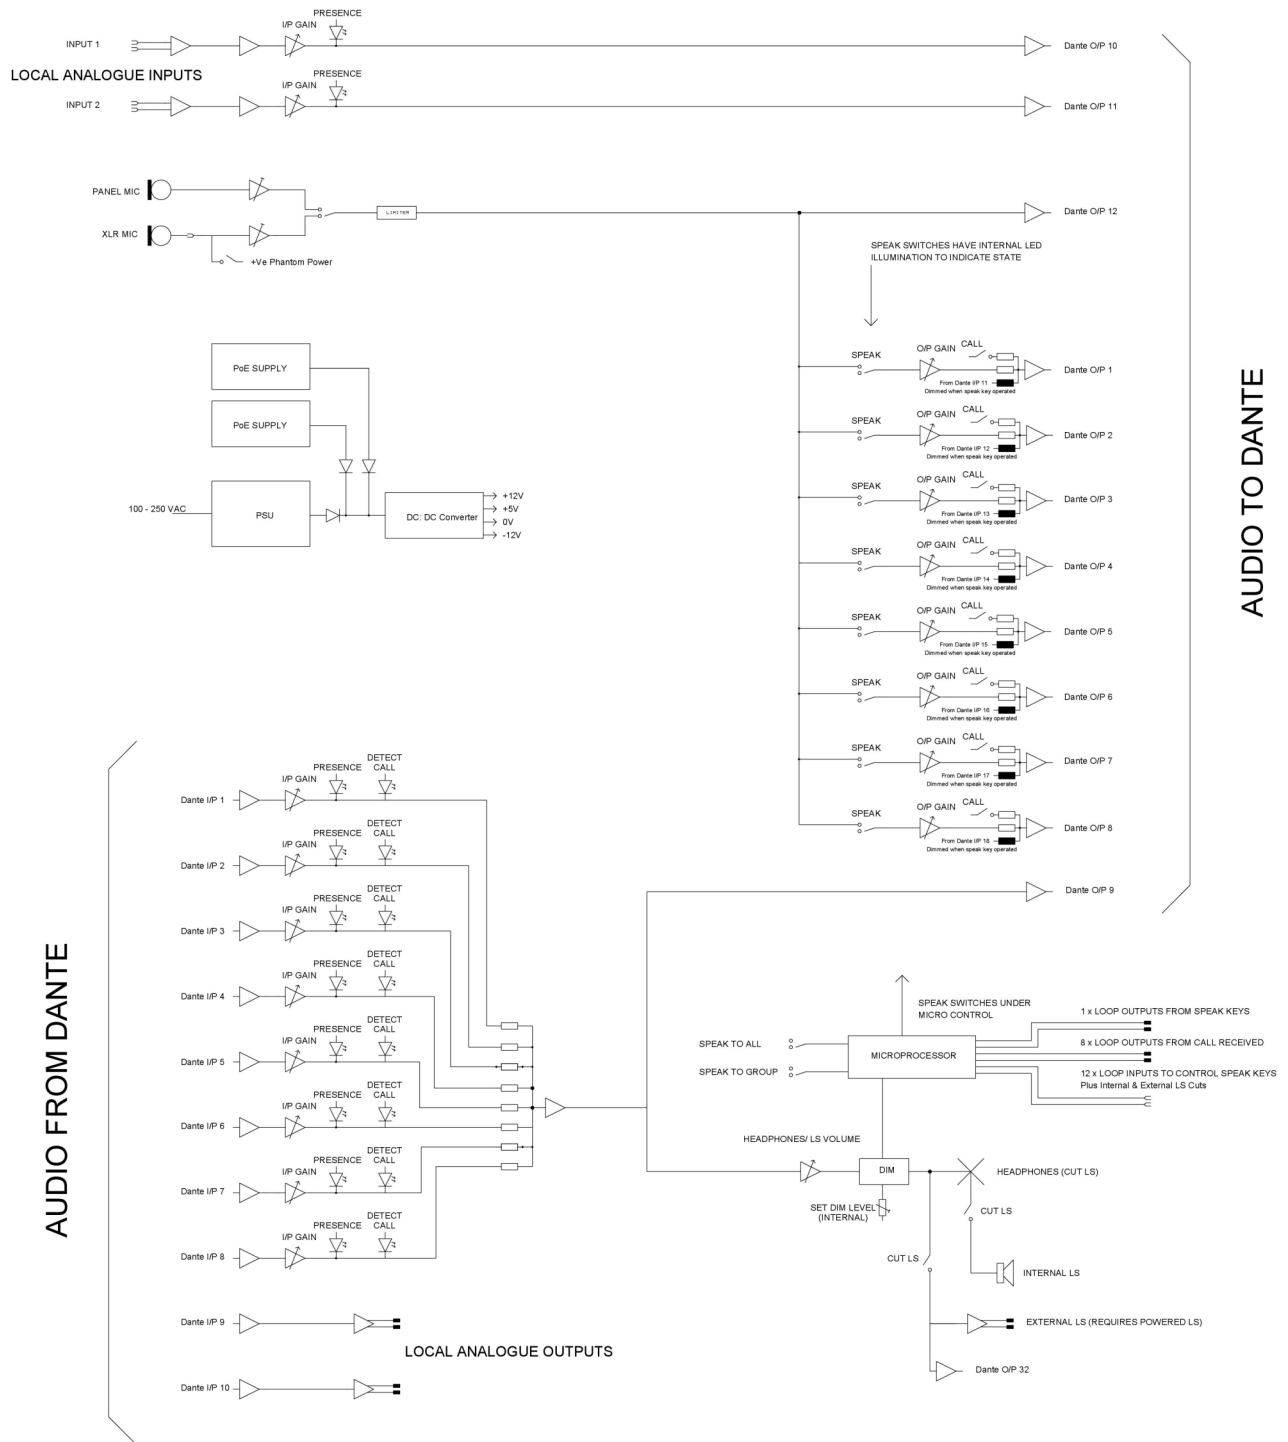 PRESENCE
I/P GAIN
INPUT 1
Dante O/P 10
LOCAL ANALOGUE INPUTS
PRESENCE
I/P GAIN
INPUT 2
Dante O/P 11
PANEL MIC
LIMITER
Dante O/P 12
XLR MIC
+Ve Phantom Power
SPEAK SWITCHES HAVE INTERNAL LED
ILLUMINATION TO INDICATE STATE
PoE SUPPLY
PoE SUPPLY
100 - 250 VAC
PSU
DC: DC Converter
+12V
+5V
0V
-12V
AUDIO TO DANTE
SPEAK
O/P GAIN
CALL
Dante O/P 1
From Dante I/P 11
Dimmed when speak key operated
SPEAK
O/P GAIN
CALL
Dante O/P 2
From Dante I/P 12
Dimmed when speak key operated
SPEAK
O/P GAIN
CALL
Dante O/P 3
From Dante I/P 13
Dimmed when speak key operated
SPEAK
O/P GAIN
CALL
Dante O/P 4
From Dante I/P 14
Dimmed when speak key operated
SPEAK
O/P GAIN
CALL
Dante O/P 5
From Dante I/P 15
Dimmed when speak key operated
SPEAK
O/P GAIN
CALL
Dante O/P 6
From Dante I/P 16
Dimmed when speak key operated
SPEAK
O/P GAIN
CALL
Dante O/P 7
From Dante I/P 17
Dimmed when speak key operated
SPEAK
O/P GAIN
CALL
Dante O/P 8
From Dante I/P 18
Dimmed when speak key operated
Dante O/P 9
AUDIO FROM DANTE
PRESENCE
DETECT
CALL
I/P GAIN
Dante I/P 1
PRESENCE
DETECT
CALL
I/P GAIN
Dante I/P 2
PRESENCE
DETECT
CALL
I/P GAIN
Dante I/P 3
PRESENCE
DETECT
CALL
I/P GAIN
Dante I/P 4
PRESENCE
DETECT
CALL
I/P GAIN
Dante I/P 5
PRESENCE
DETECT
CALL
I/P GAIN
Dante I/P 6
PRESENCE
DETECT
CALL
I/P GAIN
Dante I/P 7
PRESENCE
DETECT
CALL
I/P GAIN
Dante I/P 8
Dante I/P 9
LOCAL ANALOGUE OUTPUTS
Dante I/P 10
SPEAK SWITCHES UNDER
MICRO CONTROL
SPEAK TO ALL
SPEAK TO GROUP
MICROPROCESSOR
1 x LOOP OUTPUTS FROM SPEAK KEYS
8 x LOOP OUTPUTS FROM CALL RECEIVED
12 x LOOP INPUTS TO CONTROL SPEAK KEYS
Plus Internal & External LS Cuts
HEADPHONES/ LS VOLUME
DIM
HEADPHONES (CUT LS)
SET DIM LEVEL
(INTERNAL)
CUT LS
CUT LS
INTERNAL LS
EXTERNAL LS (REQUIRES POWERED LS)
Dante O/P 32